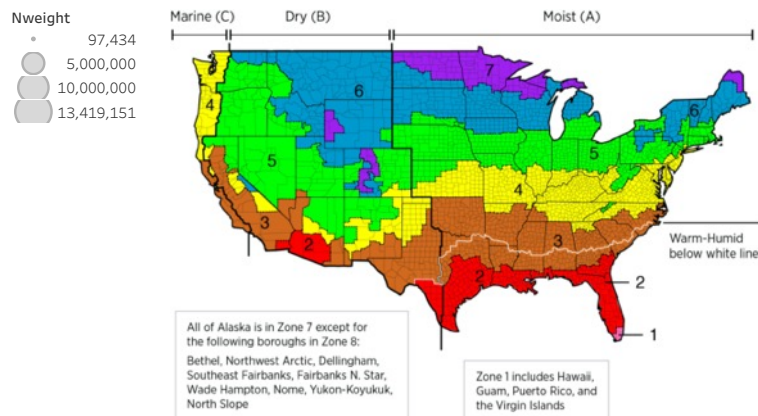 Nweight
97,434
5,000,000
10,000,000
13,419,151
Marine (C)
Dry (B)
Moist (A)
7
6
6
4
5
5
4
3
3
2
2
2
1
Warm-Humid
below white line
All of Alaska is in Zone 7 except for
the following boroughs in Zone 8:
Bethel, Northwest Arctic, Dellingham,
Southeast Fairbanks, Fairbanks N. Star,
Wade Hampton, Nome, Yukon-Koyukuk,
North Slope
Zone 1 includes Hawaii,
Guam, Puerto Rico, and
the Virgin Islands